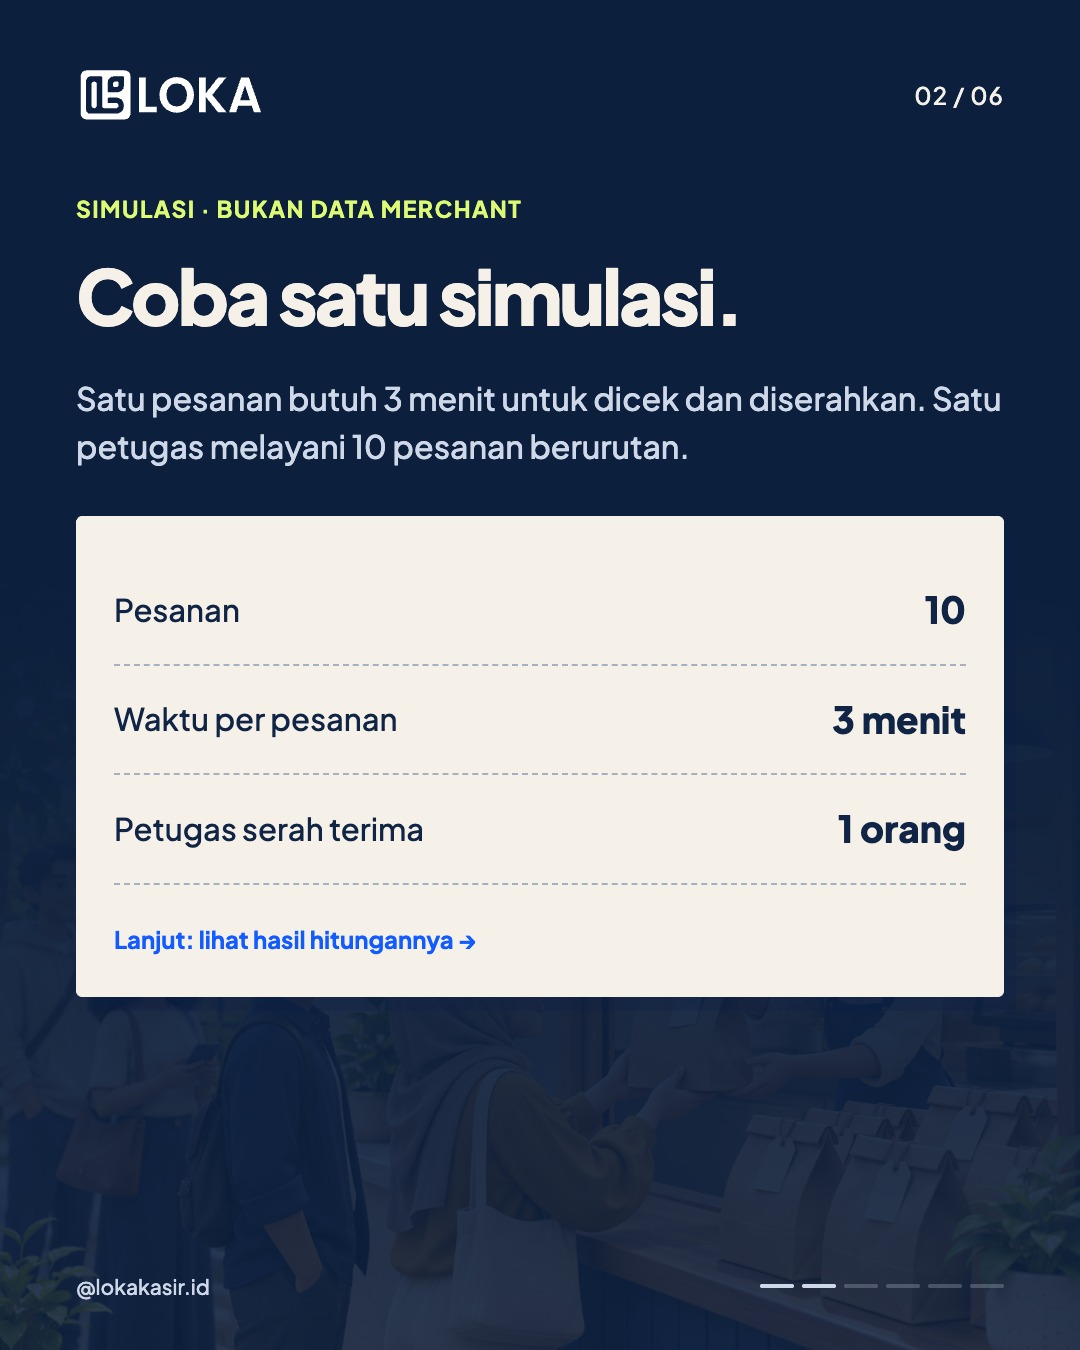 LOKA
02 / 06
SIMULASI · BUKAN DATA MERCHANT
Coba satu simulasi.
Satu pesanan butuh 3 menit untuk dicek dan diserahkan. Satu
petugas melayani 10 pesanan berurutan.
Pesanan 10
Waktu per pesanan 3 menit
Petugas serah terima 1 orang
Lanjut: lihat hasil hitungannya →
@lokakasir.id